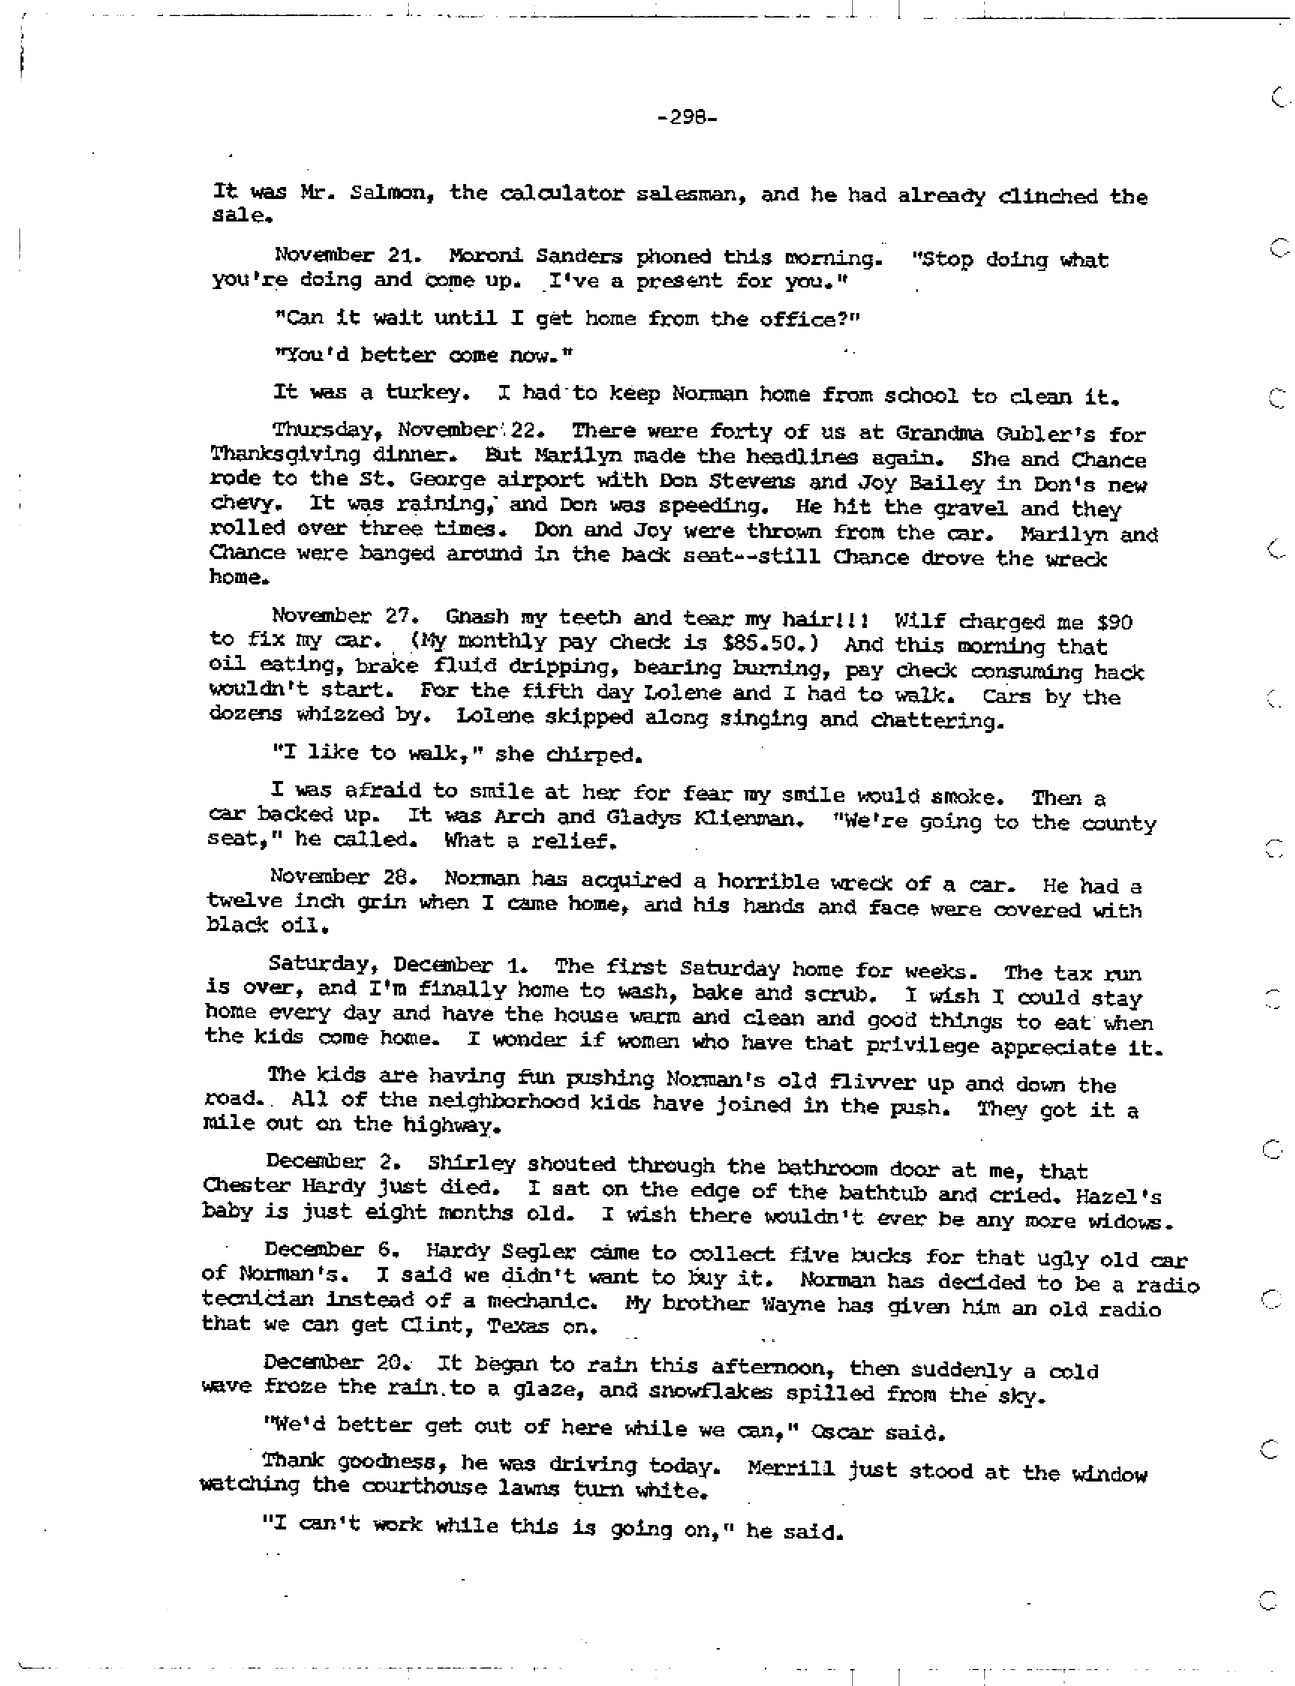 -298-
It was Mr. Salmon, the calculator salesman, and he had already clinched the
sale.
November 21. Moroni Sanders phoned this morning. "Stop doing what
you're doing and come up. I've a present for you."
"Can it wait until I get home from the office?"
"You'd better come now."
It was a turkey. I had to keep Norman home from school to clean it.
Thursday, November 22. There were forty of us at Grandma Gubler's for
Thanksgiving dinner. But Marilyn made the headlines again. She and Chance
rode to the St. George airport with Don Stevens and Joy Bailey in Don's new
chevy. It was raining, and Don was speeding. He hit the gravel and they
rolled over three times. Don and Joy were thrown from the car. Marilyn and
Chance were banged around in the back seat--still Chance drove the wreck
home.
November 27. Gnash my teeth and tear my hair!!! Wilf charged me $90
to fix my car. (My monthly pay check is $85.50.) And this morning that
oil eating, brake fluid dripping, bearing burning, pay check consuming hack
wouldn't start. For the fifth day Lolene and I had to walk. Cars by the
dozens whizzed by. Lolene skipped along singing and chattering.
"I like to walk," she chirped.
I was afraid to smile at her for fear my smile would smoke. Then a
car backed up. It was Arch and Gladys Klienman. "We're going to the county
seat," he called. What a relief.
November 28. Norman has acquired a horrible wreck of a car. He had a
twelve inch grin when I came home, and his hands and face were covered with
black oil.
Saturday, December 1. The first Saturday home for weeks. The tax run
is over, and I'm finally home to wash, bake and scrub. I wish I could stay
home every day and have the house warm and clean and good things to eat when
the kids come home. I wonder if women who have that privilege appreciate it.
The kids are having fun pushing Norman's old flivver up and down the
road. All of the neighborhood kids have joined in the push. They got it a
mile out on the highway.
December 2. Shirley shouted through the bathroom door at me, that
Chester Hardy just died. I sat on the edge of the bathtub and cried. Hazel's
baby is just eight months old. I wish there wouldn't ever be any more widows.
December 6. Hardy Segler came to collect five bucks for that ugly old car
of Norman's. I said we didn't want to buy it. Norman has decided to be a radio
tecnician instead of a mechanic. My brother Wayne has given him an old radio
that we can get Clint, Texas on.
December 20. It began to rain this afternoon, then suddenly a cold
wave froze the rain to a glaze, and snowflakes spilled from the sky.
"We'd better get out of here while we can," Oscar said.
Thank goodness, he was driving today. Merrill just stood at the window
watching the courthouse lawns turn white.
"I can't work while this is going on," he said.